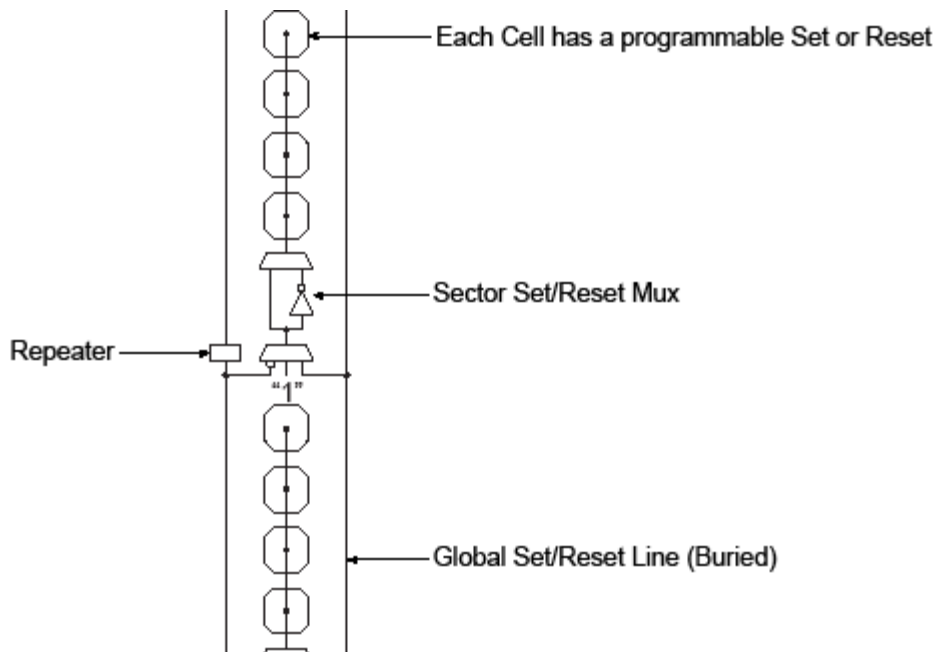 Each Cell has a programmable Set or Reset
Sector Set/Reset Mux
Repeater
“1”
Global Set/Reset Line (Buried)